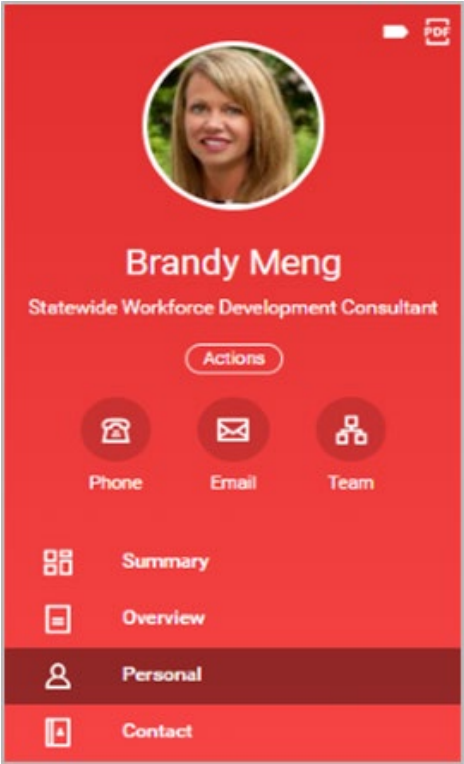 PDF
Brandy Meng
Statewide Workforce Development Consultant
Actions
Phone Email Team
Summary
Overview
Personal
Contact